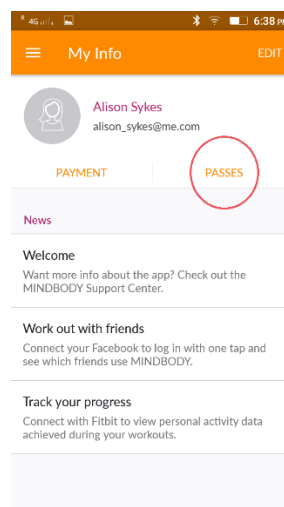 R 4G 6:38 PM
My Info EDIT
Alison Sykes
alison_sykes@me.com
PAYMENT PASSES
News
Welcome
Want more info about the app? Check out the
MINDBODY Support Center.
Work out with friends
Connect your Facebook to log in with one tap and
see which friends use MINDBODY.
Track your progress
Connect with Fitbit to view personal activity data
achieved during your workouts.